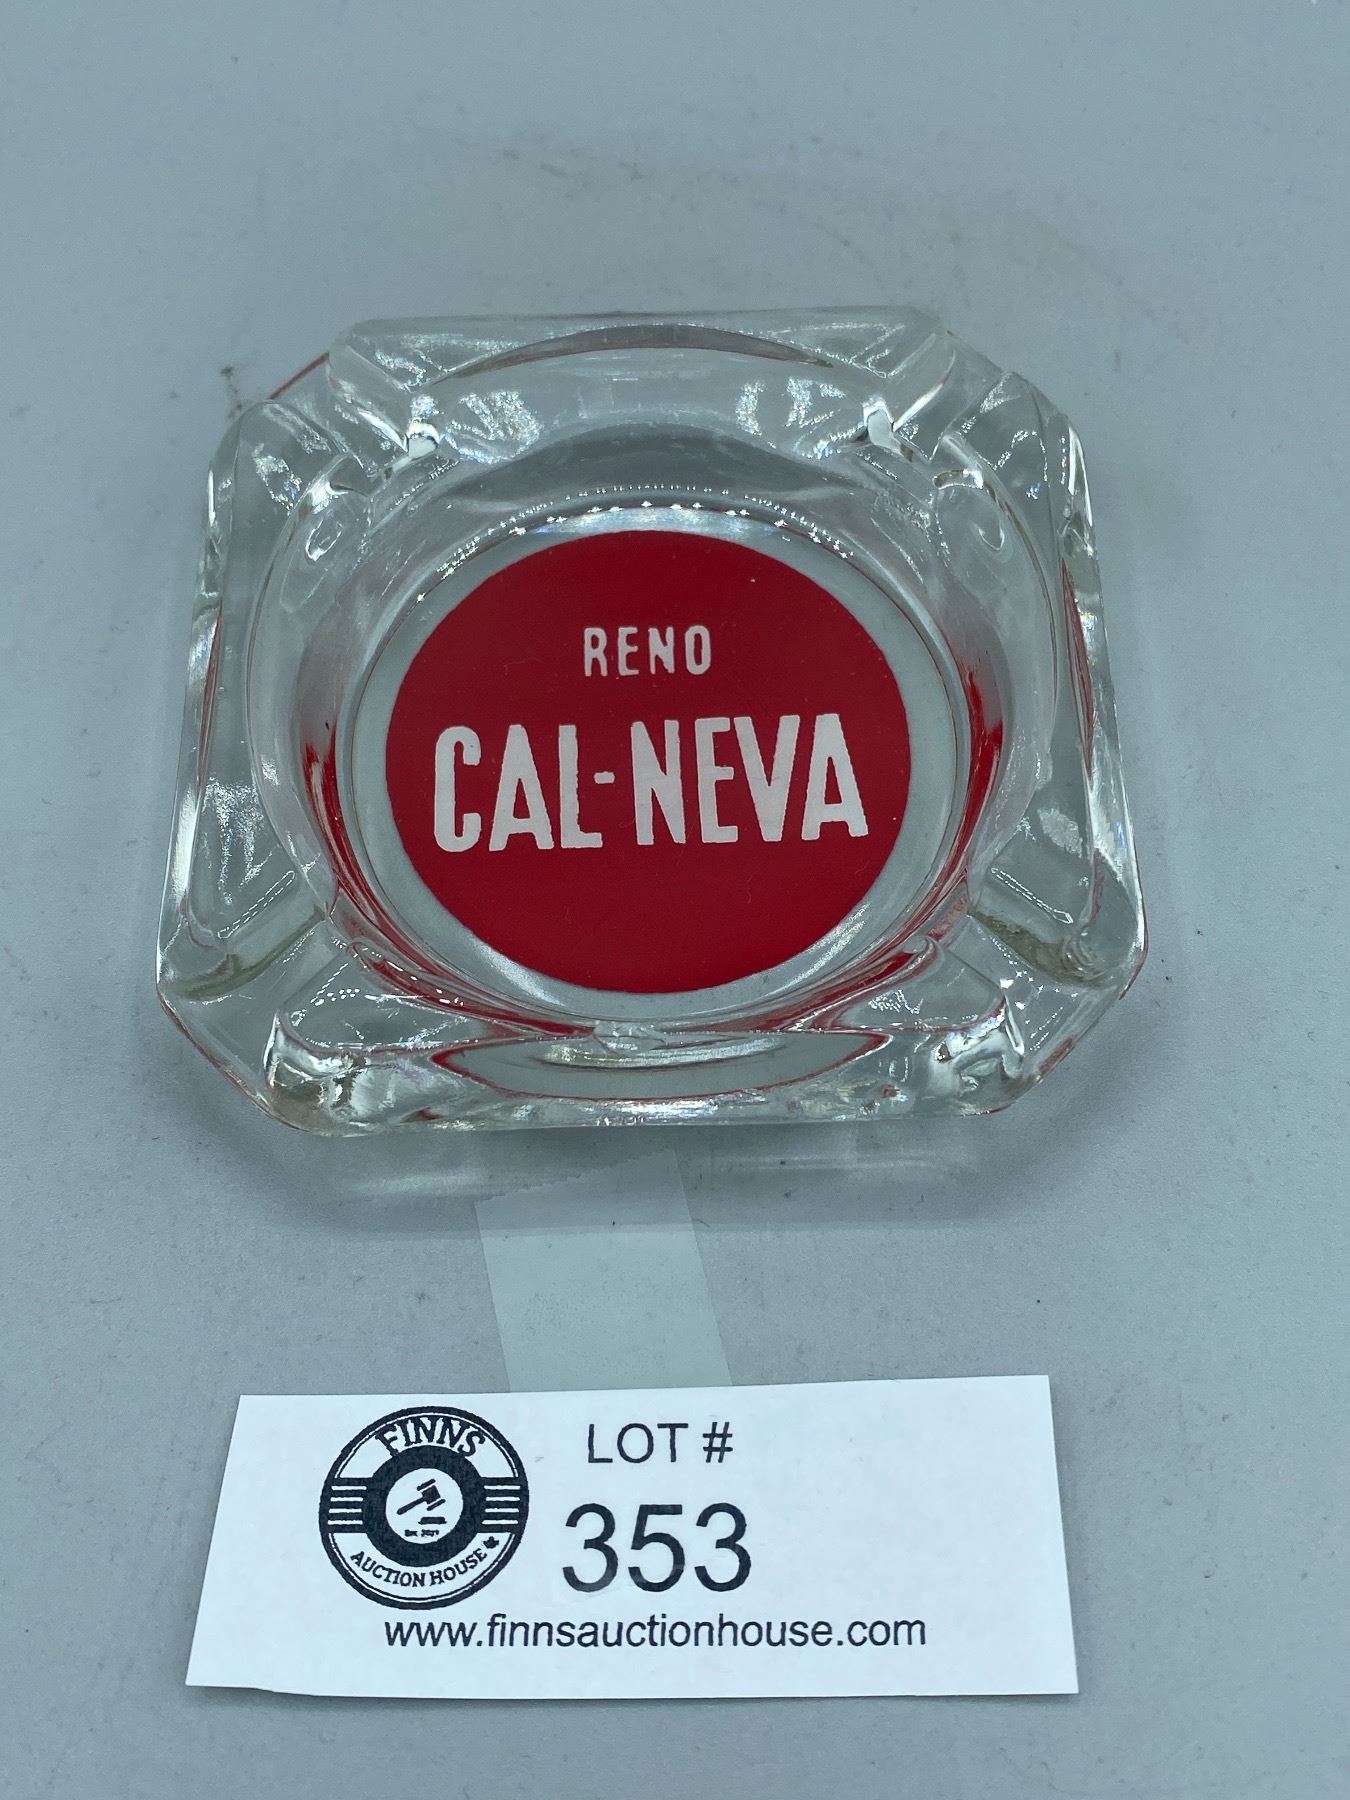 RENO
CAL-NEVA
FINNS
AUCTION HOUSE
LOT #
353
www.finnsauctionhouse.com